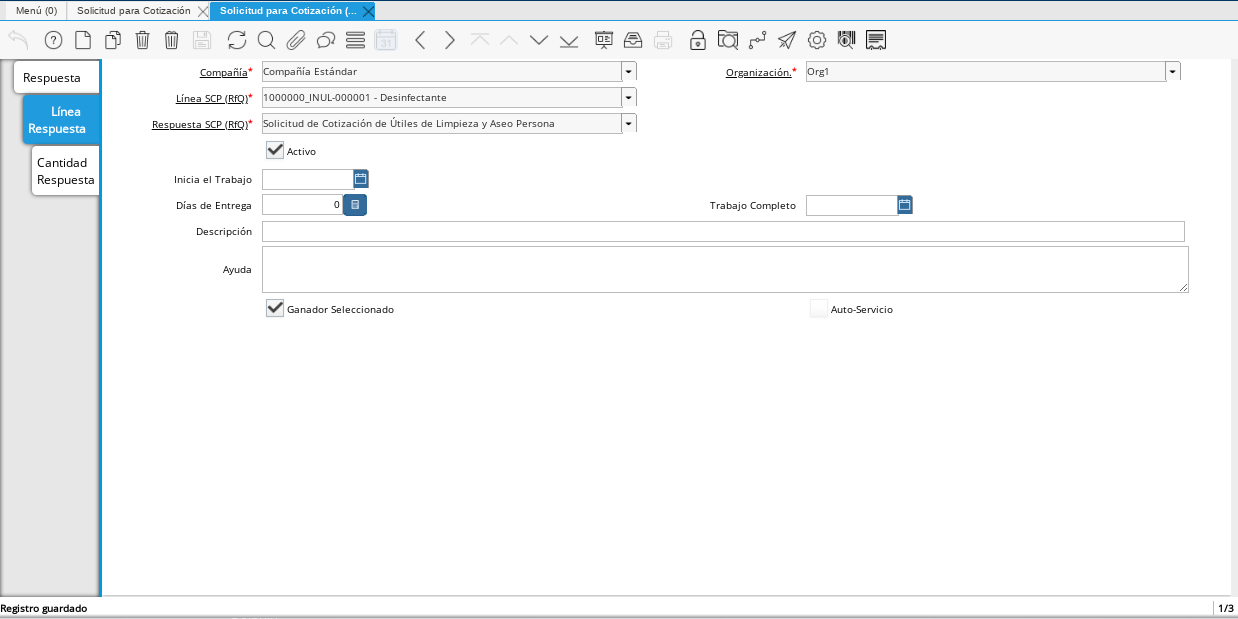 Menú (0) Solicitud para Cotización Solicitud para Cotización (...
31
Respuesta
Línea
Respuesta
Cantidad
Respuesta
Compañía* Compañía Estándar Organización.* Org1
Línea SCP (RfQ)* 1000000_INUL-000001 - Desinfectante
Respuesta SCP (RfQ)* Solicitud de Cotización de Útiles de Limpieza y Aseo Persona
Activo
Inicia el Trabajo
Días de Entrega 0 Trabajo Completo
Descripción
Ayuda
Ganador Seleccionado Auto-Servicio
Registro guardado 1/3